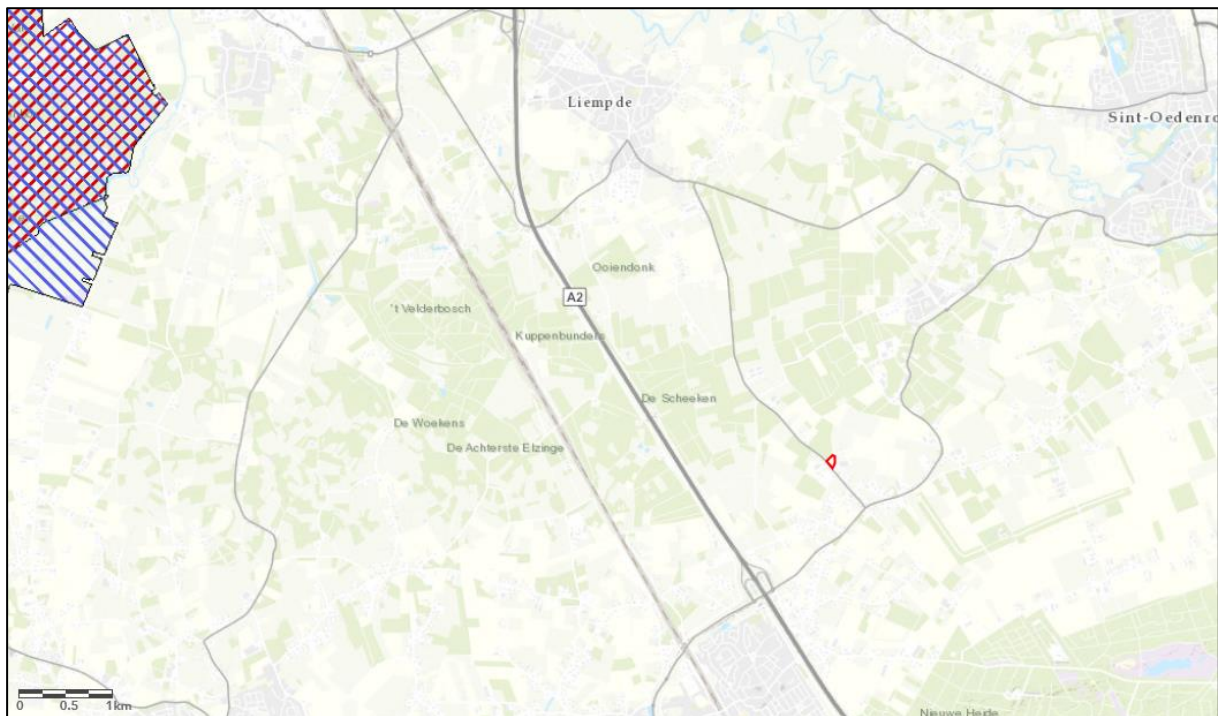 Liempde
Sint-Oedenro
Ooiendonk
A2
't Velderbosch
Kuppenbunders
De Scheeken
De Woekens
De Achterste Elzinge
0 0.5 1km
Nieuwe Heide